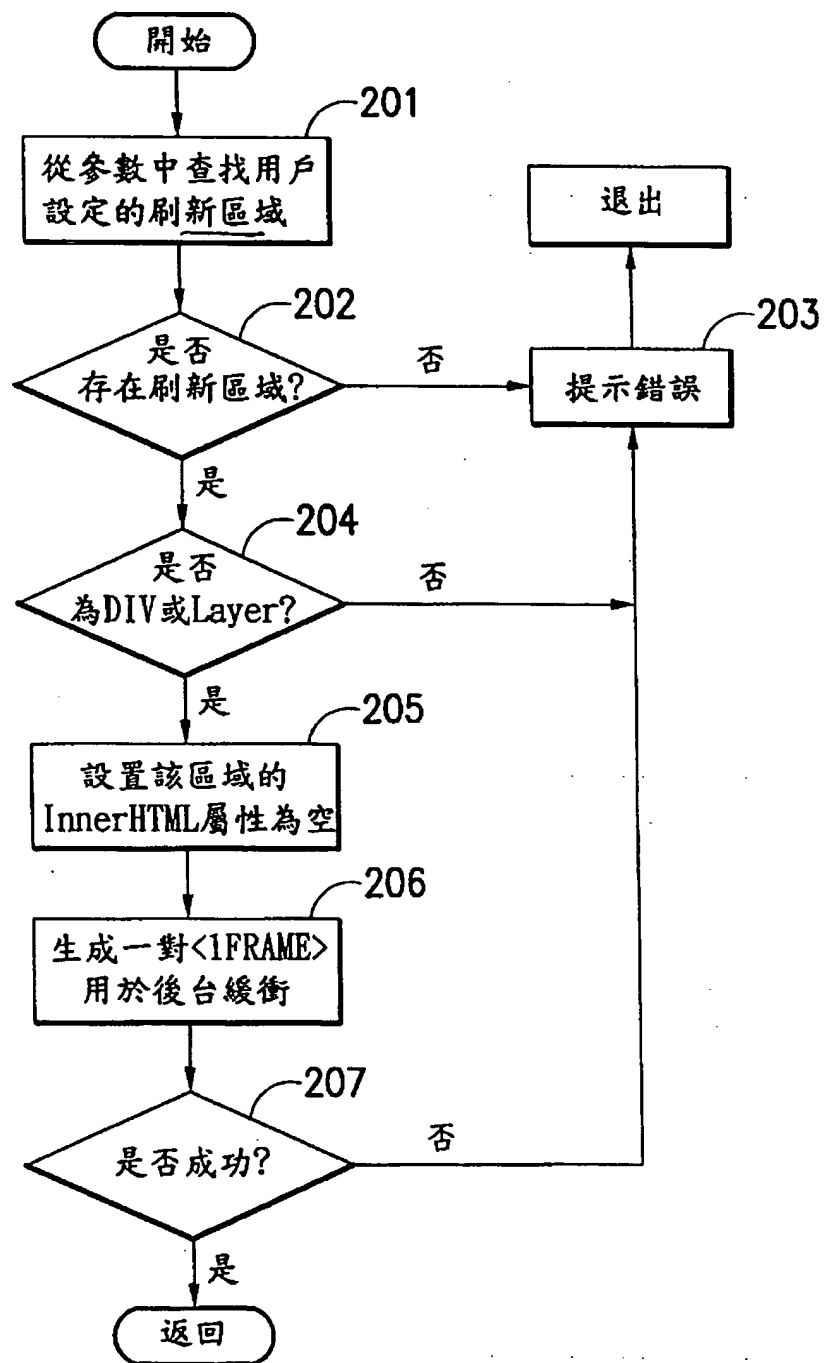 開始
201
從參數中查找用戶
設定的刷新區域
退出
202
203
是否
存在刷新區域?
否
提示錯誤
是
204
是否
為DIV或Layer?
否
是
205
設置該區域的
InnerHTML屬性為空
206
生成一對<1FRAME>
用於後台緩衝
207
是否成功?
否
是
返回